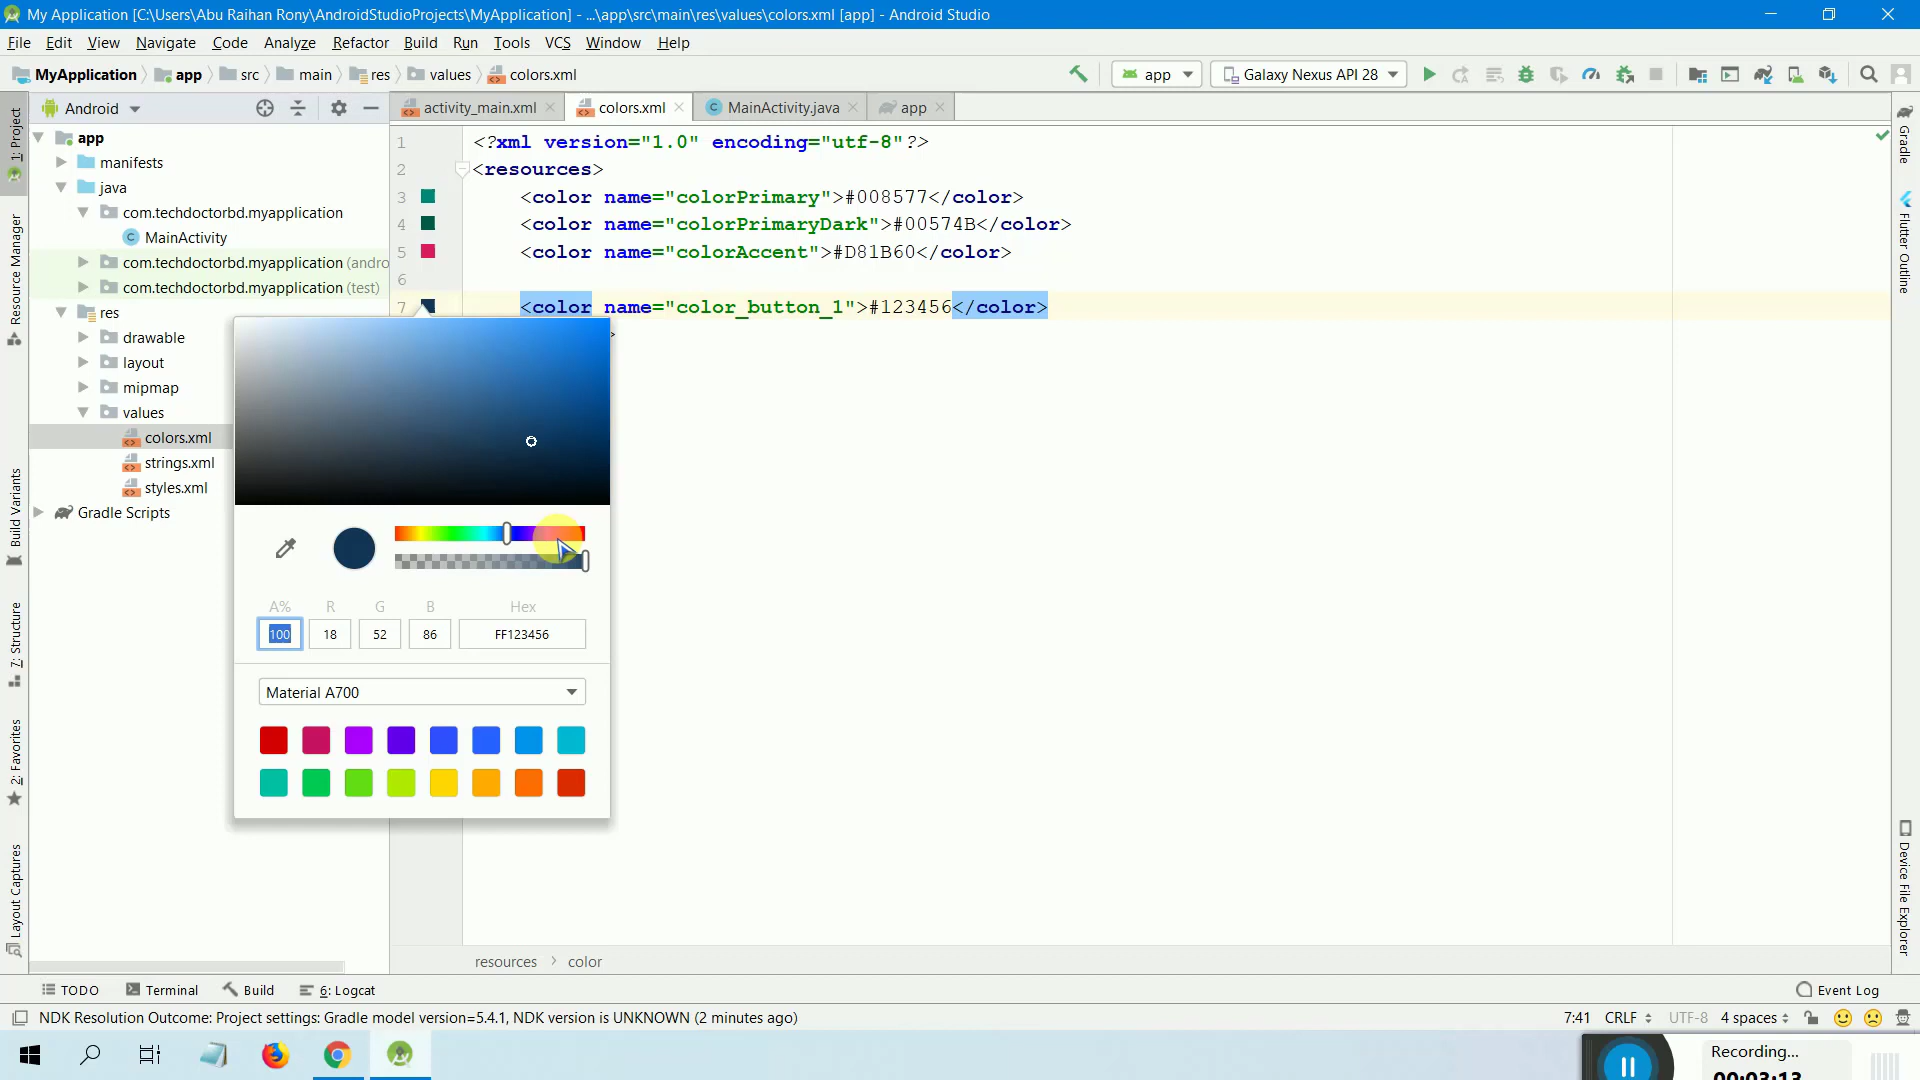 My Application [C:\Users\Abu Raihan Rony\AndroidStudioProjects\MyApplication] - ...\app\src\main\res\values\colors.xml [app] - Android Studio
File Edit View Navigate Code Analyze Refactor Build Run Tools VCS Window Help
MyApplication app src main res values colors.xml app Galaxy Nexus API 28
Android activity_main.xml colors.xml MainActivity.java app
1: Project
Resource Manager
Build Variants
7: Structure
2: Favorites
Layout Captures
app
manifests
java
com.techdoctorbd.myapplication
MainActivity
com.techdoctorbd.myapplication (andro
com.techdoctorbd.myapplication (test)
res
drawable
layout
mipmap
values
colors.xml
strings.xml
styles.xml
Gradle Scripts
1 <?xml version="1.0" encoding="utf-8"?>
2 <resources>
3 <color name="colorPrimary">#008577</color>
4 <color name="colorPrimaryDark">#00574B</color>
5 <color name="colorAccent">#D81B60</color>
6
7 <color name="color_button_1">#123456</color>
>
A% R G B Hex
100 18 52 86 FF123456
Material A700
Gradle
Flutter Outline
Device File Explorer
resources color
TODO Terminal Build 6: Logcat Event Log
NDK Resolution Outcome: Project settings: Gradle model version=5.4.1, NDK version is UNKNOWN (2 minutes ago) 7:41 CRLF UTF-8 4 spaces
Recording...
00:03:13